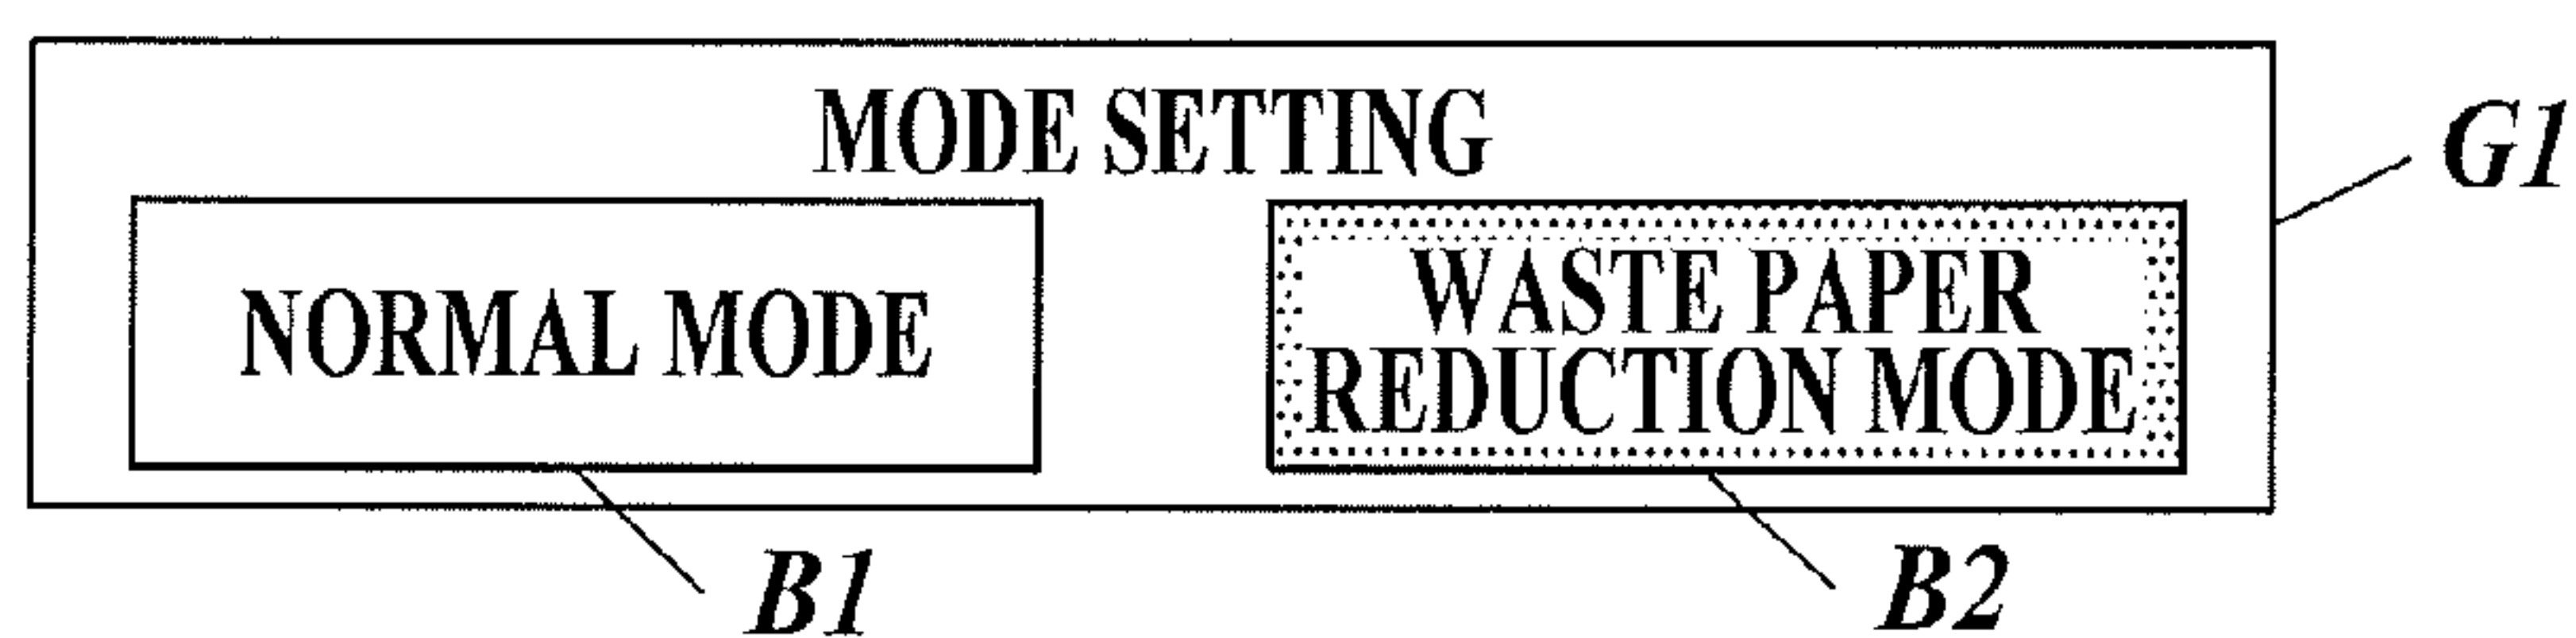 MODE SETTING
G1
NORMAL MODE
WASTE PAPER
REDUCTION MODE
B1
B2